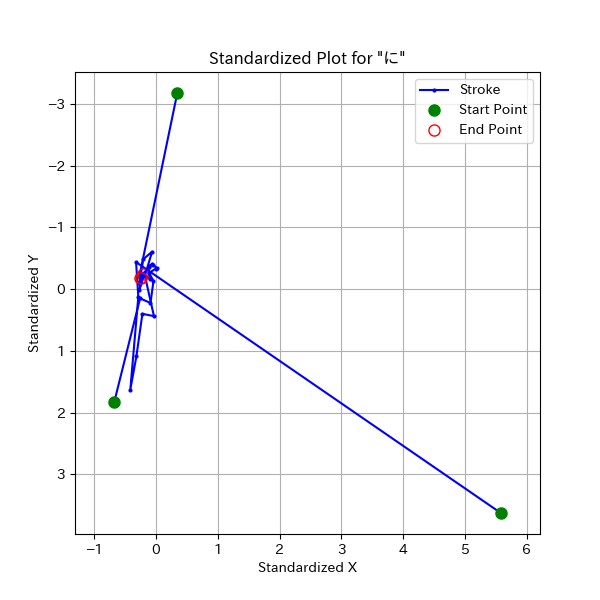 Standardized Plot for "に"
Stroke
Start Point
End Point
Standardized Y
−3
−2
−1
0
1
2
3
−1 0 1 2 3 4 5 6
Standardized X